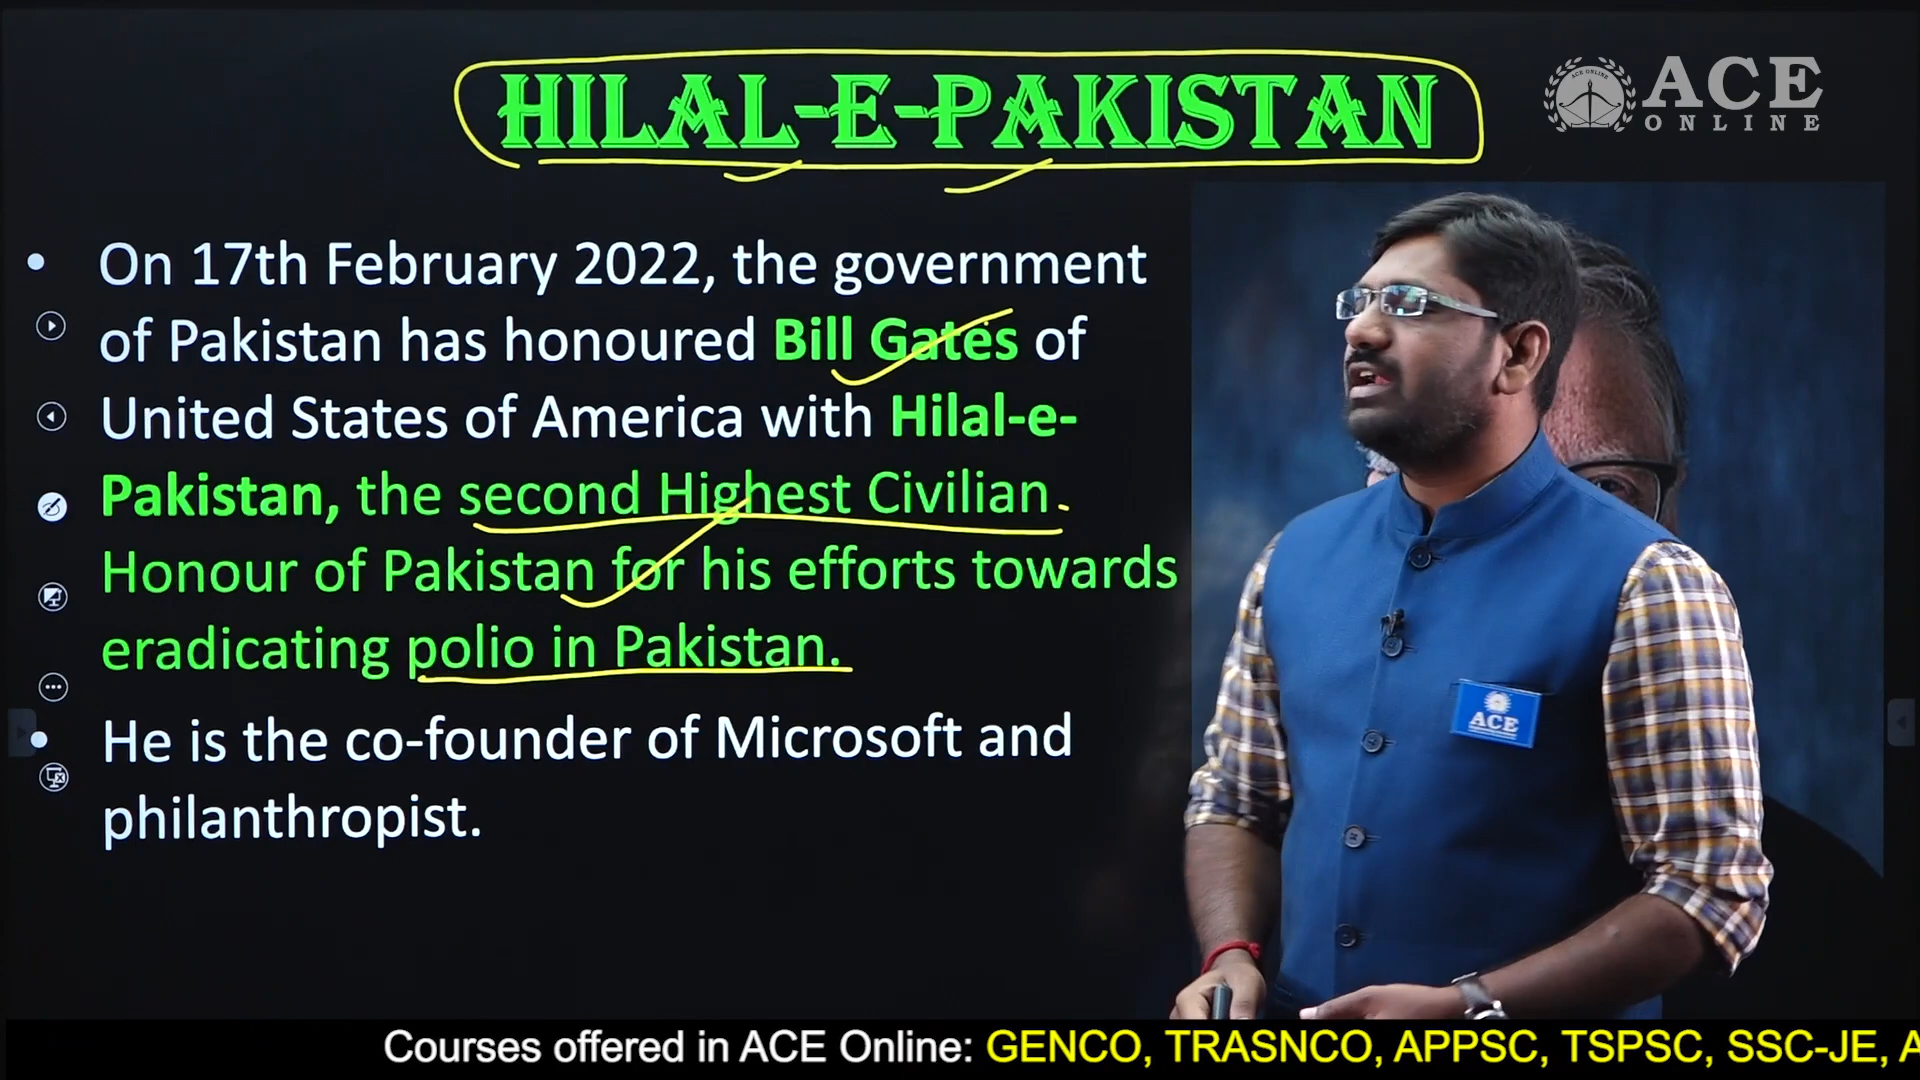 HILAL-E-PAKISTAN
ACE ONLINE
ACE
ONLINE
• On 17th February 2022, the government
of Pakistan has honoured Bill Gates of
United States of America with Hilal-e-
Pakistan, the second Highest Civilian
Honour of Pakistan for his efforts towards
eradicating polio in Pakistan.
• He is the co-founder of Microsoft and
philanthropist.
ACE
Courses offered in ACE Online: GENCO, TRASNCO, APPSC, TSPSC, SSC-JE, A